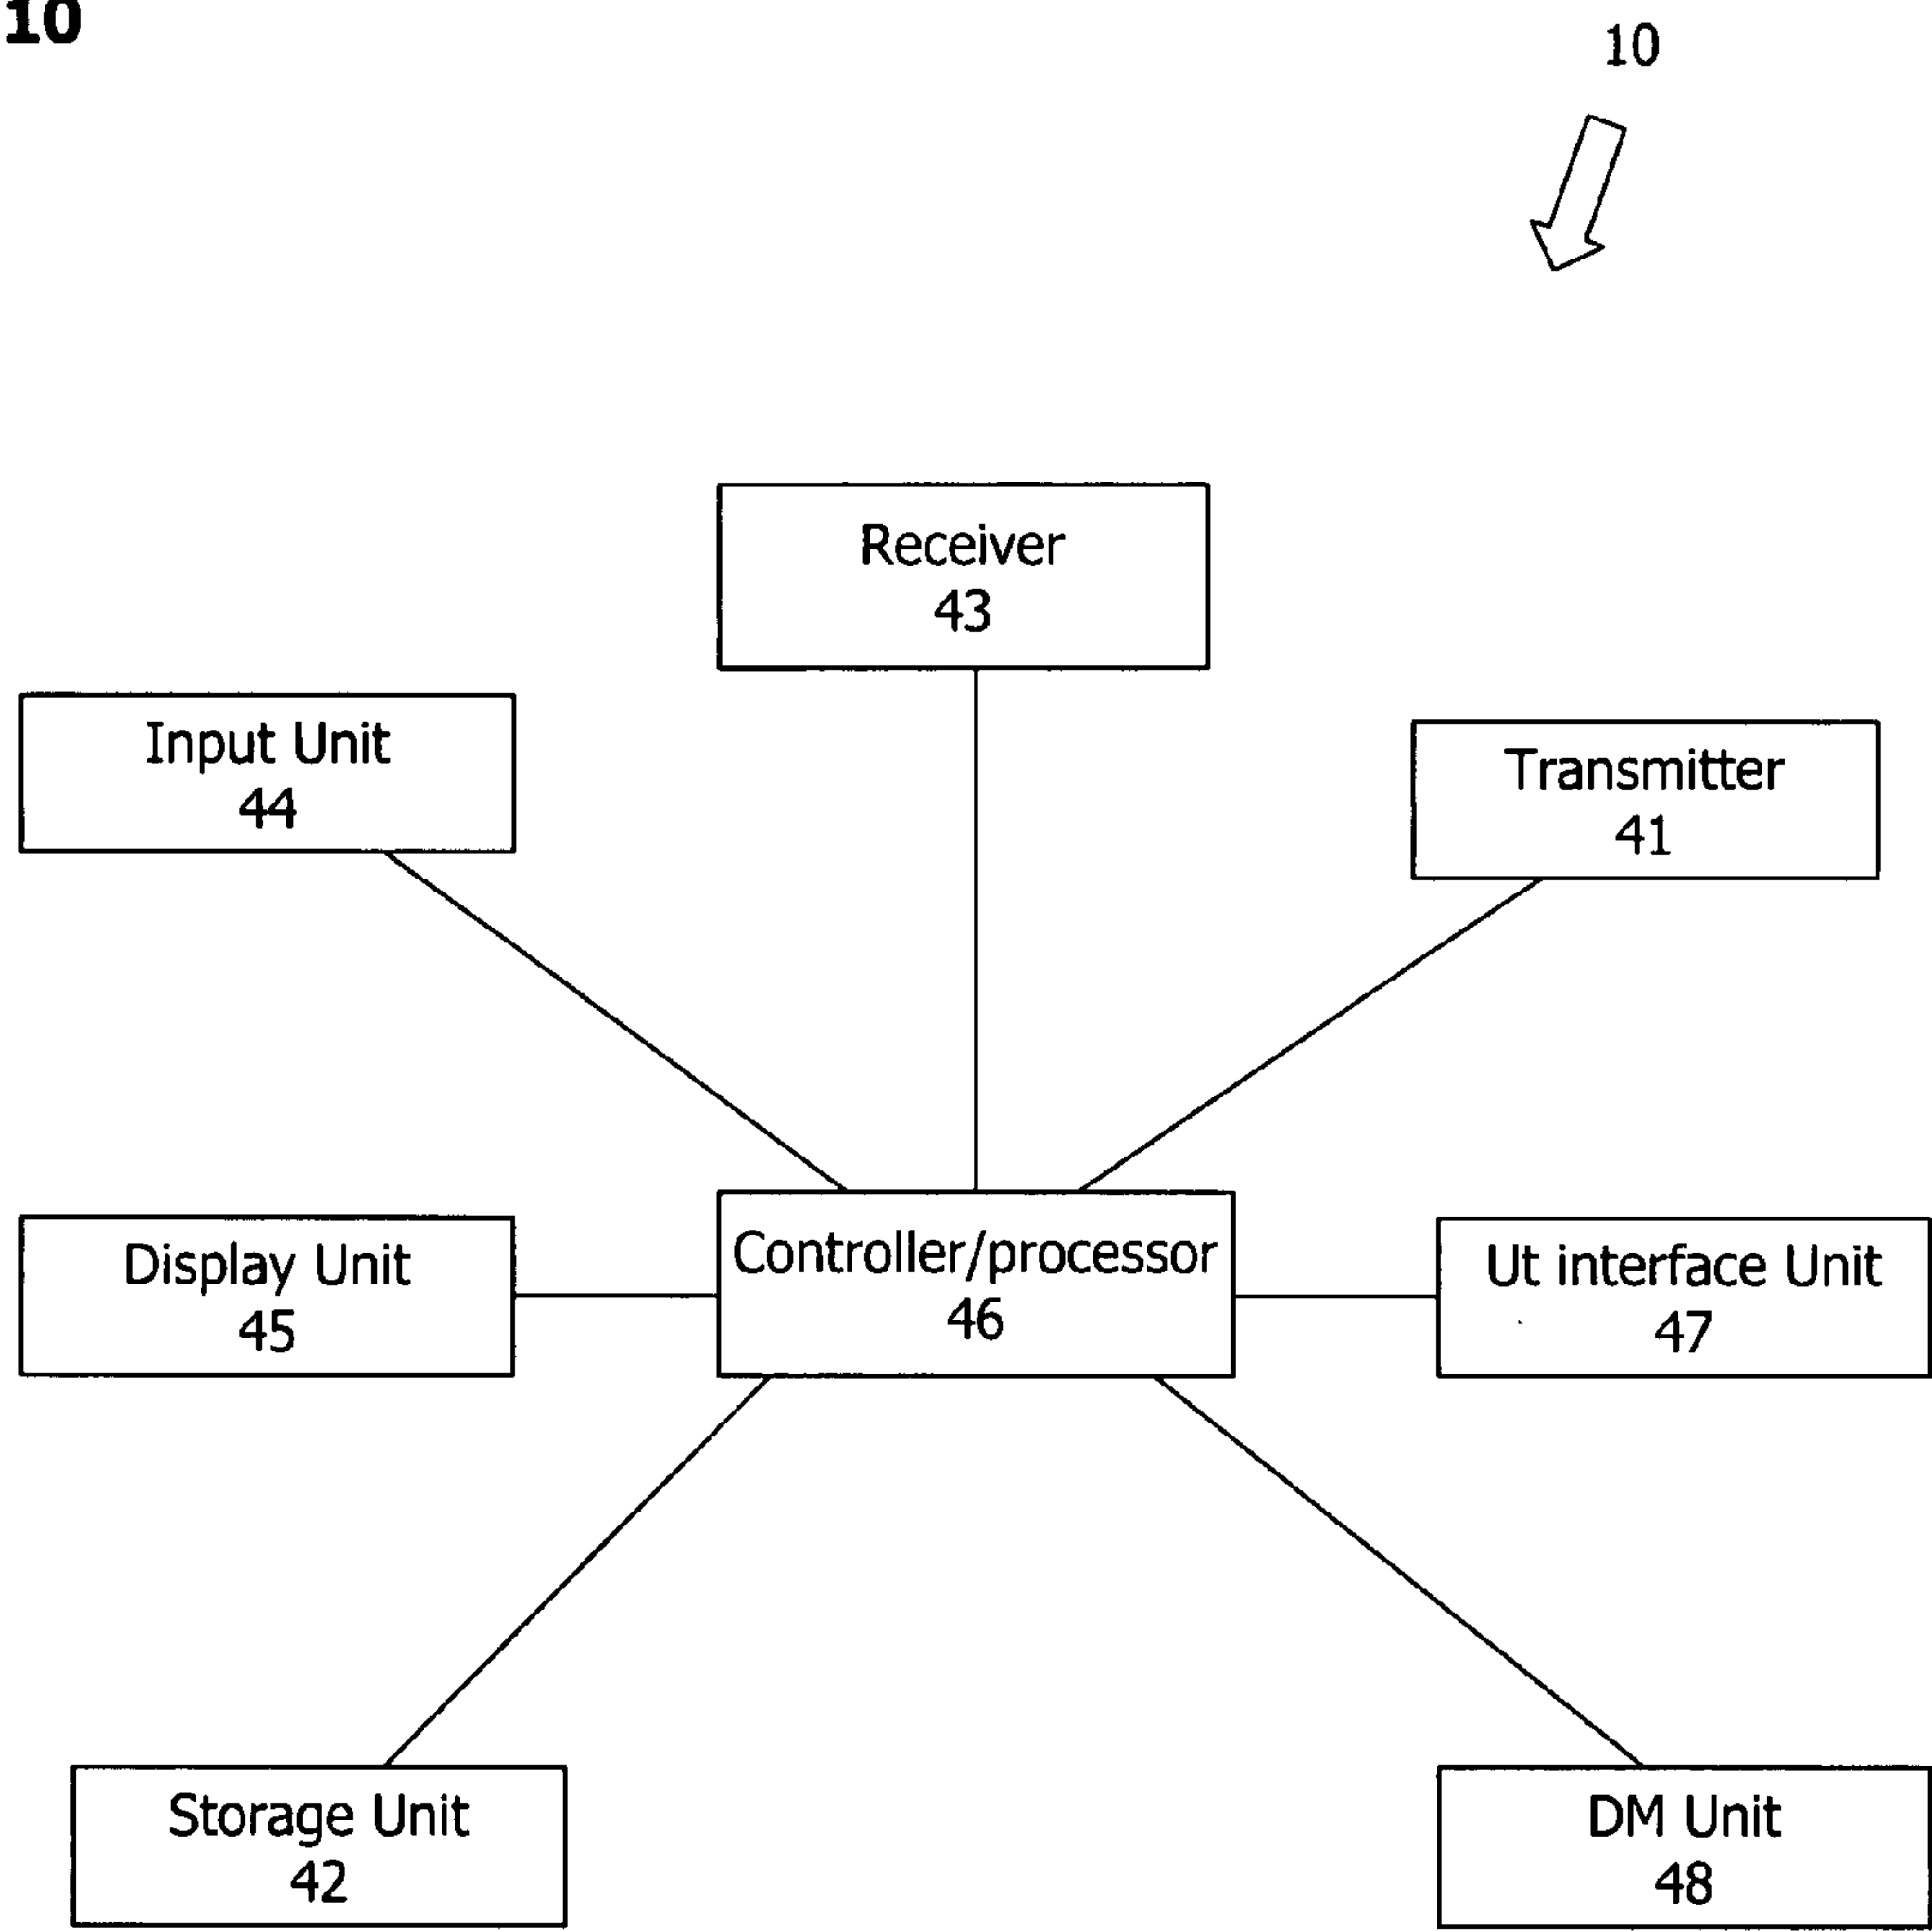 10
10
Receiver
43
Input Unit
44
Transmitter
41
Display Unit
45
Controller/processor
46
Ut interface Unit
47
Storage Unit
42
DM Unit
48